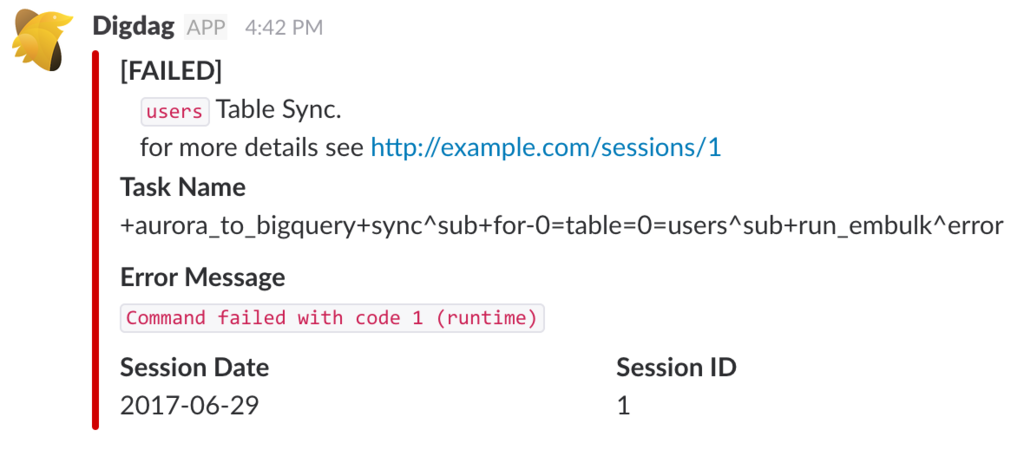 Digdag APP 4:42 PM
[FAILED]
users Table Sync.
for more details see http://example.com/sessions/1
Task Name
+aurora_to_bigquery+sync^sub+for-0=table=0=users^sub+run_embulk^error
Error Message
Command failed with code 1 (runtime)
Session Date Session ID
2017-06-29 1